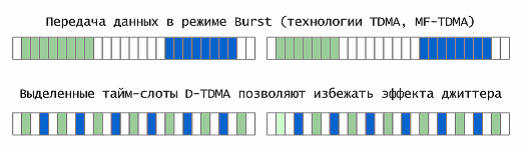 Передача данных в режиме Burst (технологии TDMA, MF-TDMA)
Выделенные тайм-слоты D-TDMA позволяют избежать эффекта джиттера